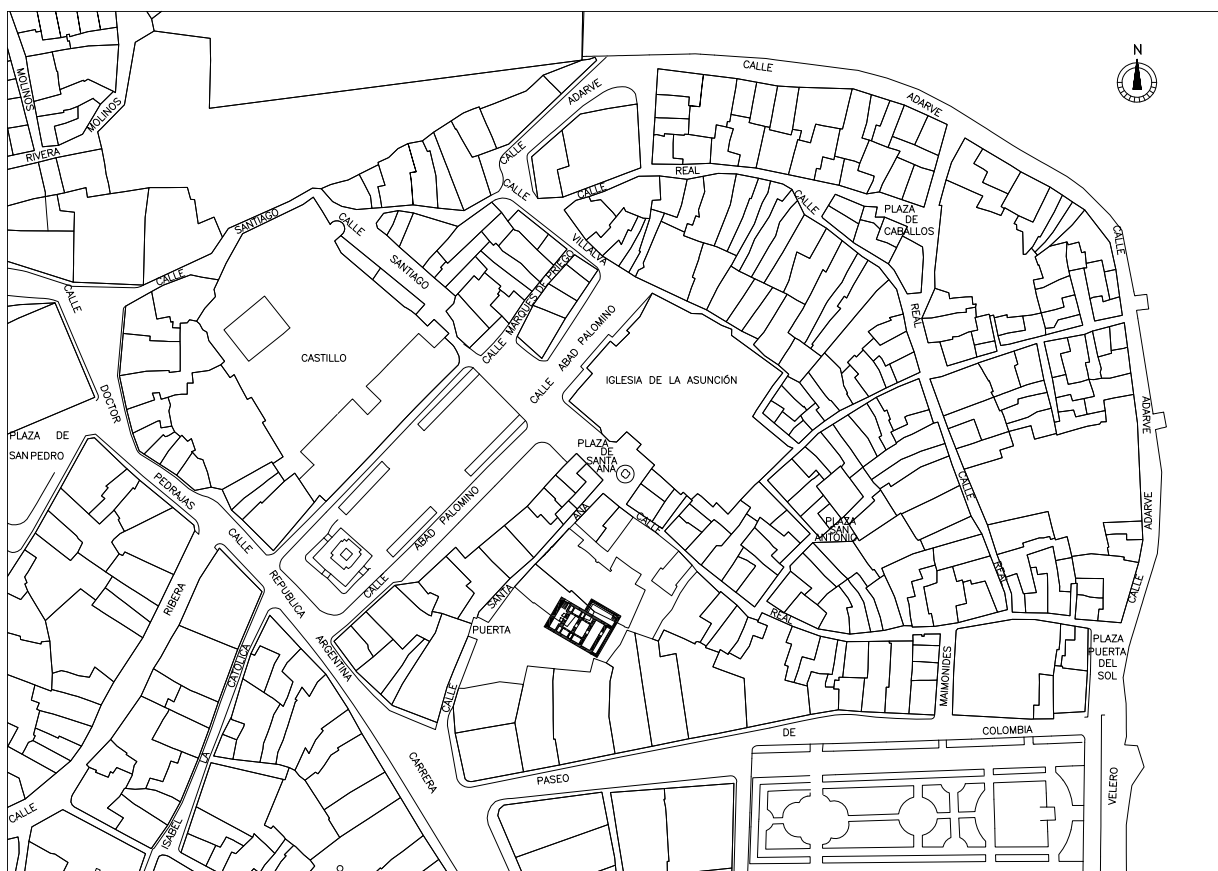 N
CALLE
ADARVE
ADARVE
CALLE
MOLINOS
MOLINOS
RIVERA
REAL
CALLE
CALLE
CALLE
PLAZA
DE
CABALLOS
CALLE
SANTIAGO
CALLE
CALLE
SANTIAGO
VILLALVA
CALLE
CALLE
CALLE MARQUES DE PRIEGO
REAL
CASTILLO
CALLE ABAD PALOMINO
IGLESIA DE LA ASUNCIÓN
DOCTOR
ADARVE
PLAZA DE
SAN PEDRO
PLAZA
DE
SANTA
ANA
PEDRAJAS
CALLE
CALLE ABAD PALOMINO
ANA
CALLE
CALLE
PLAZA
SAN
ANTONIO
ADARVE
REPUBLICA
REAL
RIBERA
SANTA
CALLE
PUERTA
REAL
ARGENTINA
PLAZA
PUERTA
DEL
SOL
CATOLICA
CALLE
MAIMONIDES
DE COLOMBIA
LA
CARRERA
PASEO
VELERO
CALLE
ISABEL